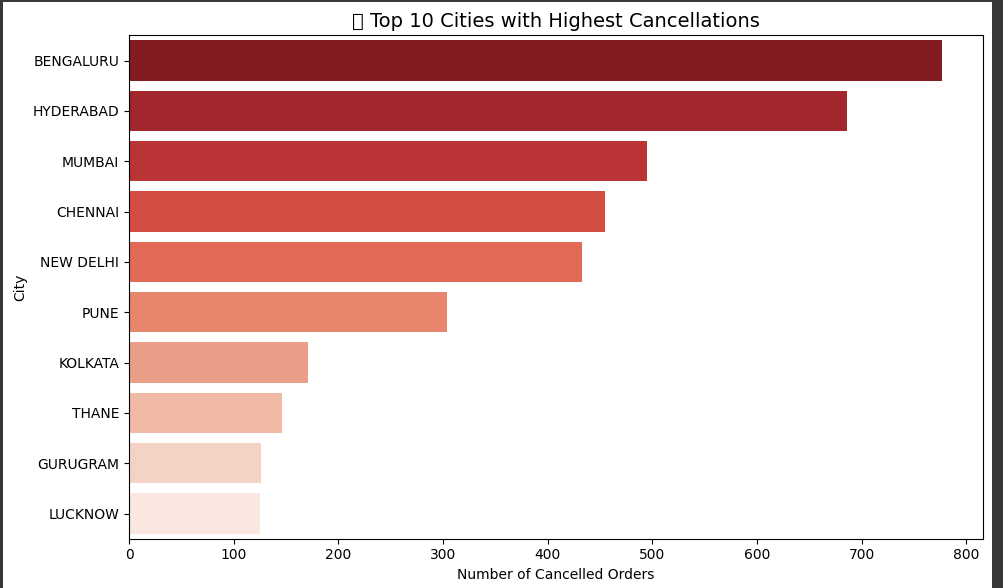 Top 10 Cities with Highest Cancellations
City
BENGALURU
HYDERABAD
MUMBAI
CHENNAI
NEW DELHI
PUNE
KOLKATA
THANE
GURUGRAM
LUCKNOW
0 100 200 300 400 500 600 700 800
Number of Cancelled Orders